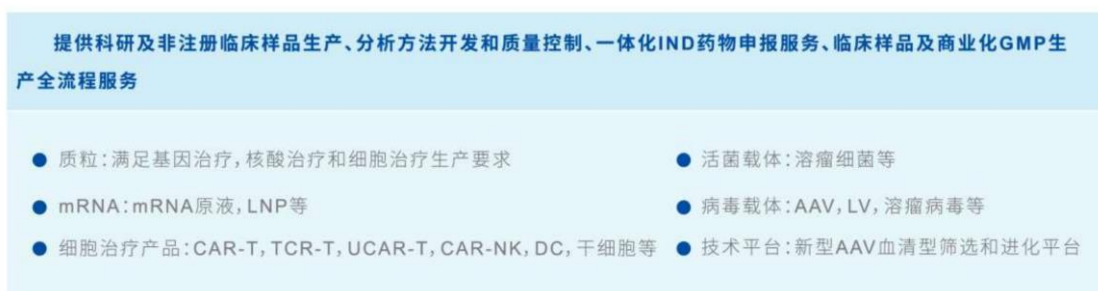 提供科研及非注册临床样品生产、分析方法开发和质量控制、一体化IND药物申报服务、临床样品及商业化GMP生
产全流程服务
质粒:满足基因治疗,核酸治疗和细胞治疗生产要求
活菌载体:溶瘤细菌等
mRNA:mRNA原液,LNP等
病毒载体:AAV,LV,溶瘤病毒等
细胞治疗产品:CAR-T,TCR-T,UCAR-T,CAR-NK,DC,干细胞等
技术平台:新型AAV血清型筛选和进化平台